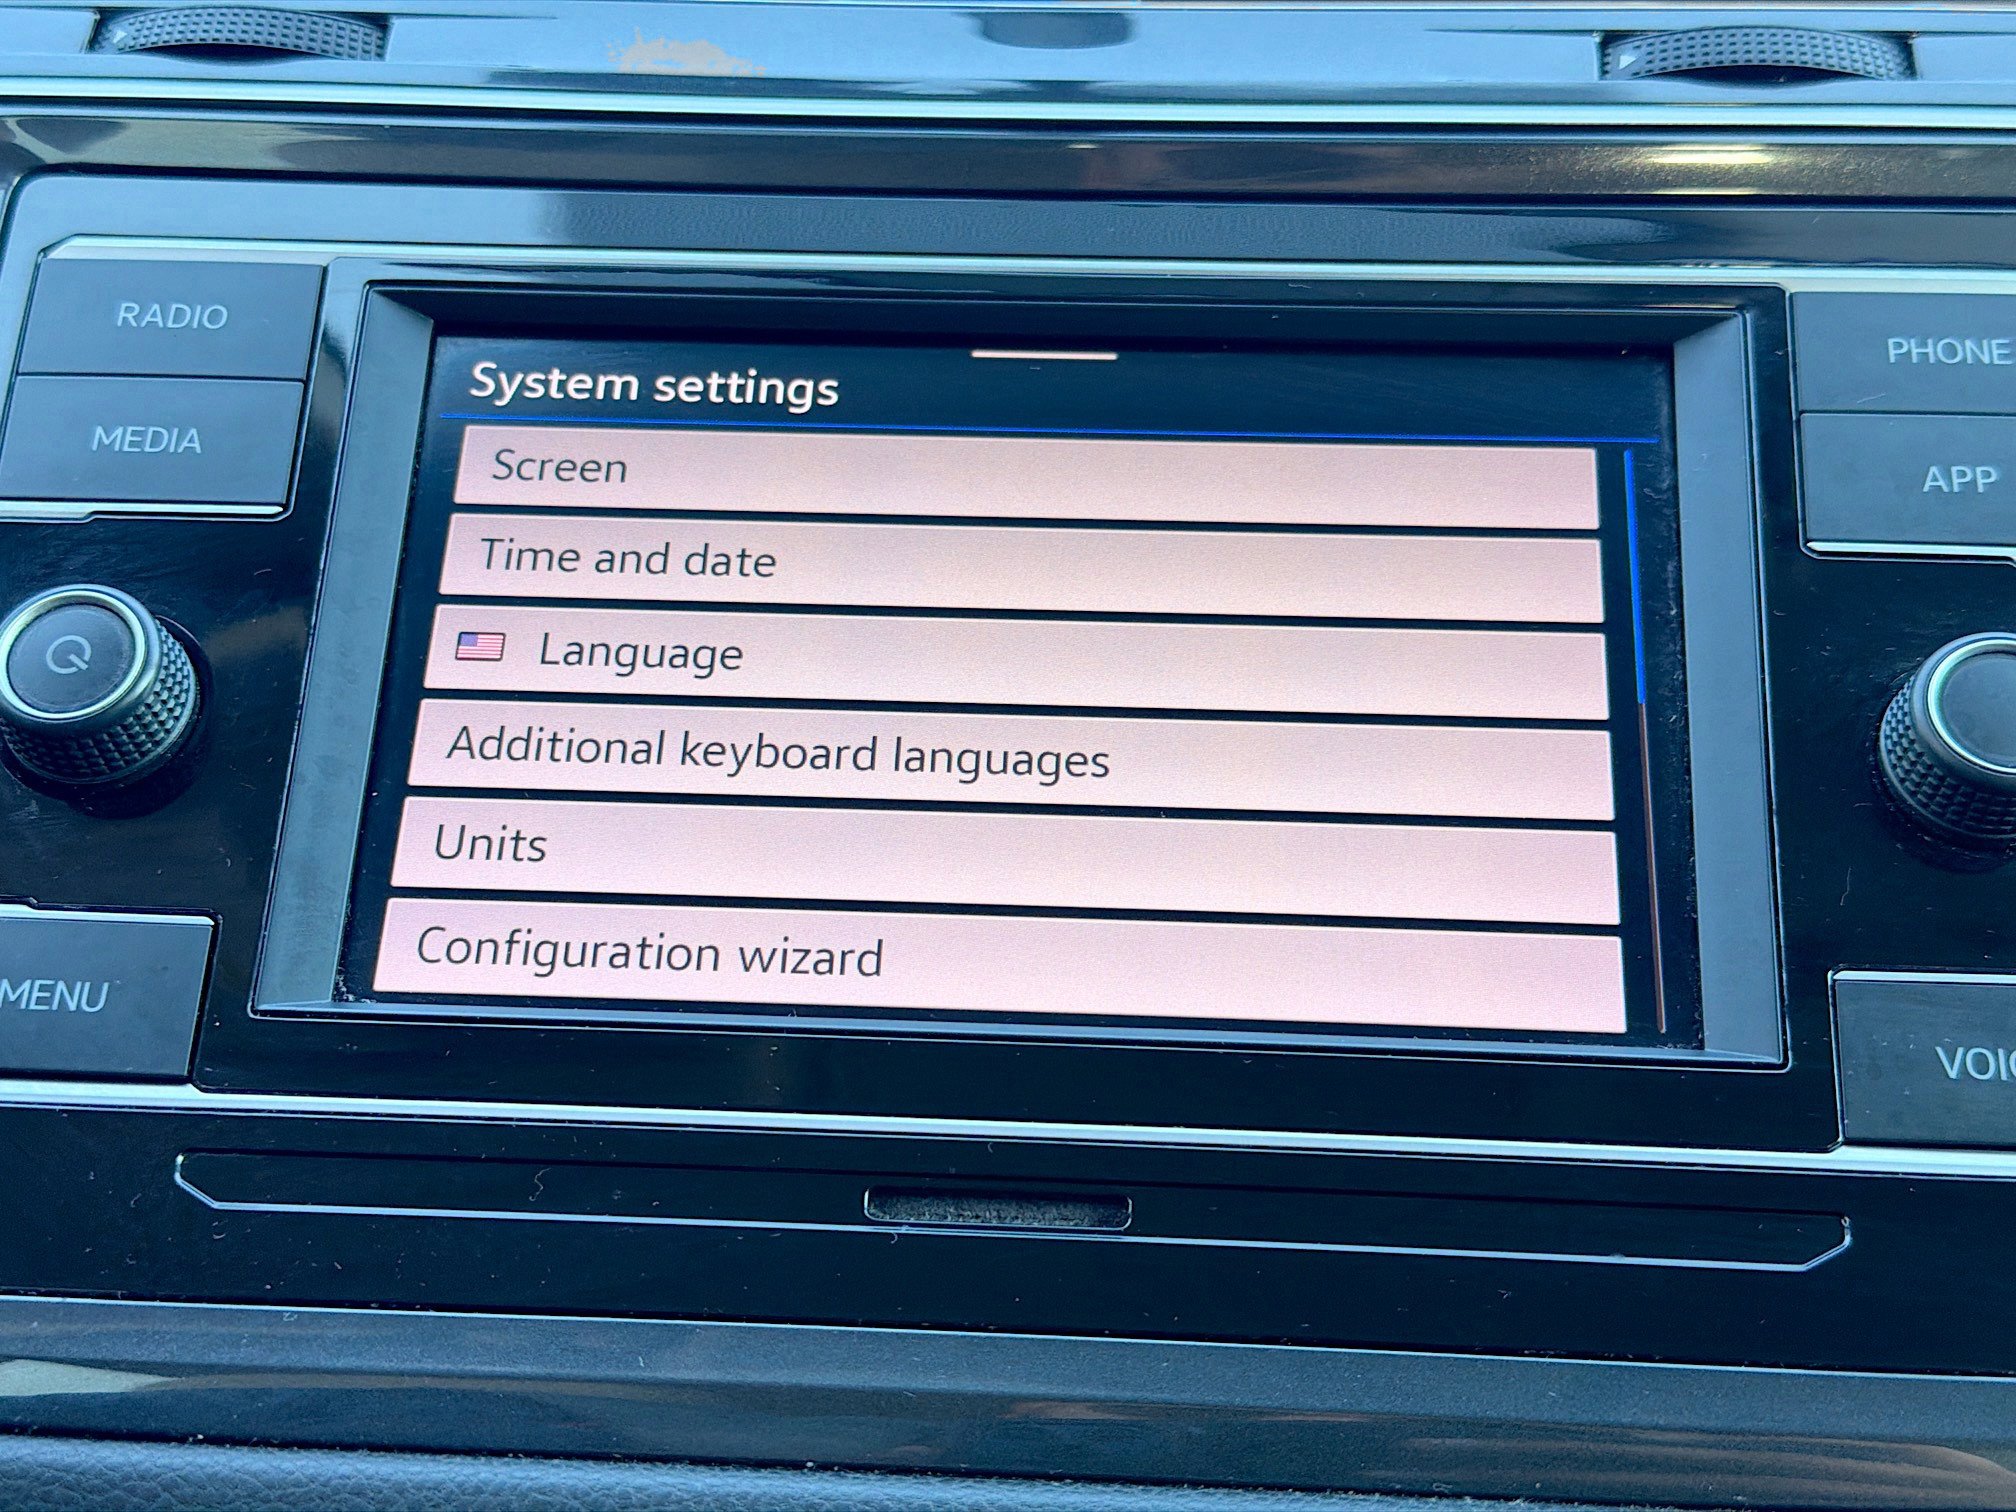 RADIO
MEDIA
MENU
System settings
Screen
Time and date
Language
Additional keyboard languages
Units
Configuration wizard
PHONE
APP